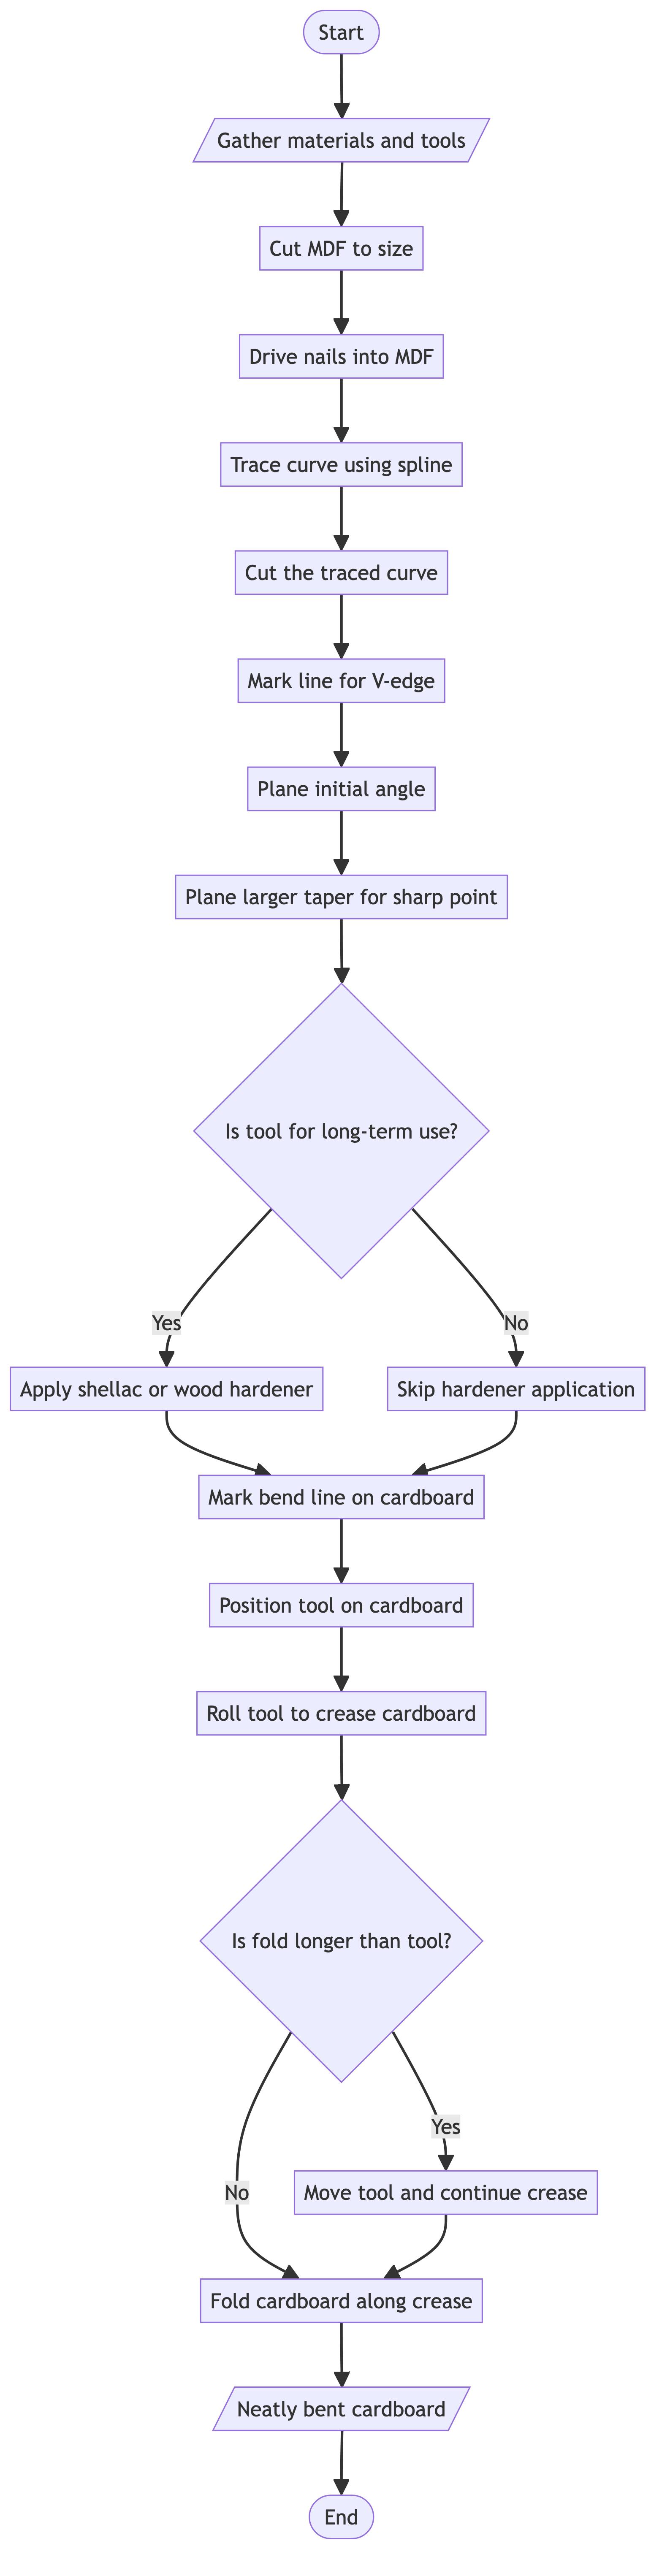 Start
Gather materials and tools
Cut MDF to size
Drive nails into MDF
Trace curve using spline
Cut the traced curve
Mark line for V-edge
Plane initial angle
Plane larger taper for sharp point
Is tool for long-term use?
Yes
No
Apply shellac or wood hardener
Skip hardener application
Mark bend line on cardboard
Position tool on cardboard
Roll tool to crease cardboard
Is fold longer than tool?
Yes
No
Move tool and continue crease
Fold cardboard along crease
Neatly bent cardboard
End